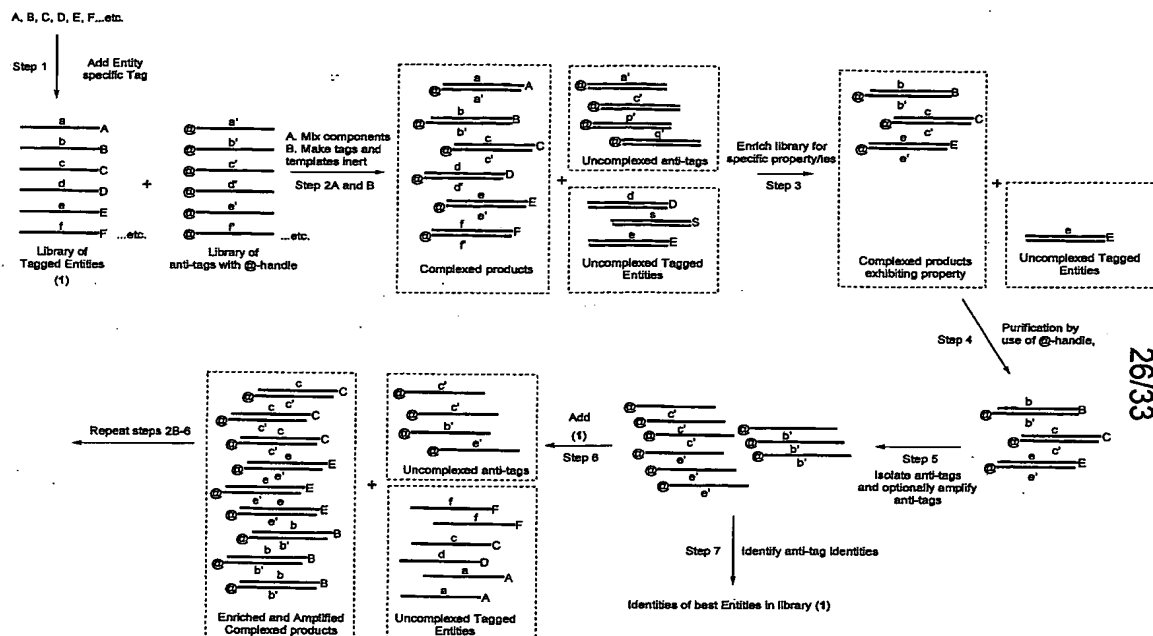 A, B, C, D, E, F...etc.
Step 1
Add Entity
specific Tag
a
A
b
B
c
C
d
D
e
E
f
F ...etc.
Library of
Tagged Entities
(1)
+
@ a'
@ b'
@ c'
@ d'
@ e'
@ f' ...etc.
Library of
anti-tags with @-handle
A. Mix components
B. Make tags and
templates inert
Step 2A and B
a
@ A
a'
b
@ B
b'
c
@ C
c'
d
@ D
d'
e
@ E
e'
f
@ F
f'
Complexed products
+
a'
@
c'
@
p'
@
q'
@
Uncomplexed anti-tags
d
D
s
S
e
E
Uncomplexed Tagged
Entities
Enrich library for
specific property/ies
Step 3
b
@ B
b'
c
@ C
c'
e
@ E
e'
Complexed products
exhibiting property
+
e
E
Uncomplexed Tagged
Entities
Step 4
Purification by
use of @-handle,
26/33
b
@ B
b'
c
@ C
c'
e
@ E
e'
Step 5
Isolate anti-tags
and optionally amplify
anti-tags
@
@ c'
@ c'
@ c'
@ e'
@ e'
e'
@
@ b'
@ b'
b'
Step 7
Identify anti-tag identities
Identities of best Entities in library (1)
Add
(1)
Step 6
c'
@
c'
@
b'
@
e'
@
Uncomplexed anti-tags
f
F
f
F
c
C
d
D
a
A
a
A
Uncomplexed Tagged
Entities
+
c
@ C
c c'
@ C
c' c
@ C
c' e
@ E
e e'
@ E
e' e
@ E
e' b
@ B
b b'
@ B
b' b
@ B
b'
Enriched and Amplified
Complexed products
Repeat steps 2B-6